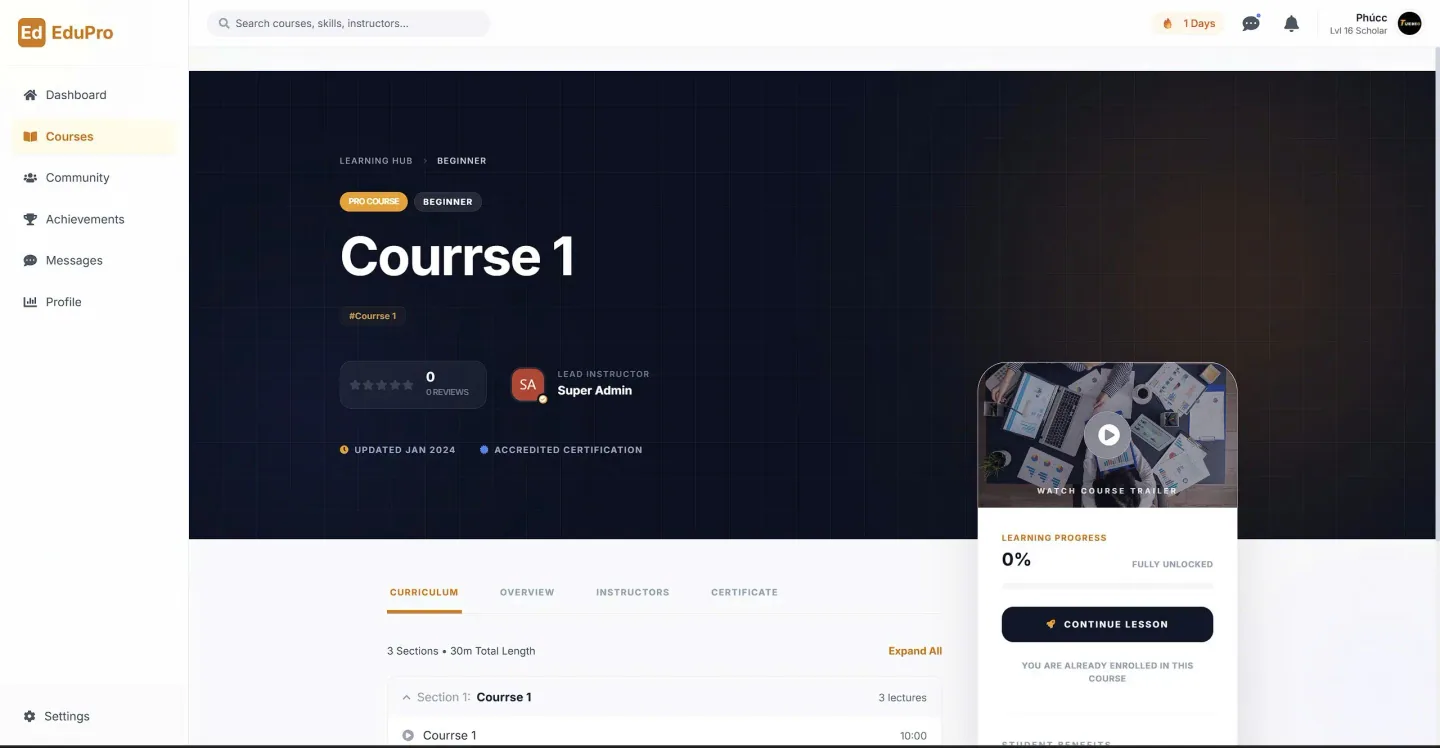 Ed EduPro
Search courses, skills, instructors...
1 Days
Phúcc
Lvl 16 Scholar
Dashboard
Courses
Community
Achievements
Messages
Profile
Settings
LEARNING HUB › BEGINNER
PRO COURSE BEGINNER
Courrse 1
#Courrse 1
0
0 REVIEWS
SA
LEAD INSTRUCTOR
Super Admin
UPDATED JAN 2024 ACCREDITED CERTIFICATION
WATCH COURSE TRAILER
LEARNING PROGRESS
0% FULLY UNLOCKED
CONTINUE LESSON
YOU ARE ALREADY ENROLLED IN THIS
COURSE
STUDENT BENEFITS
CURRICULUM OVERVIEW INSTRUCTORS CERTIFICATE
3 Sections • 30m Total Length Expand All
Section 1: Courrse 1 3 lectures
Courrse 1 10:00